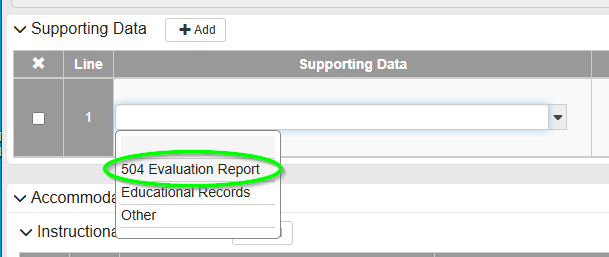 Supporting Data
+ Add
✖ Line Supporting Data
1
504 Evaluation Report
Educational Records
Other
Accommoda
Instructiona